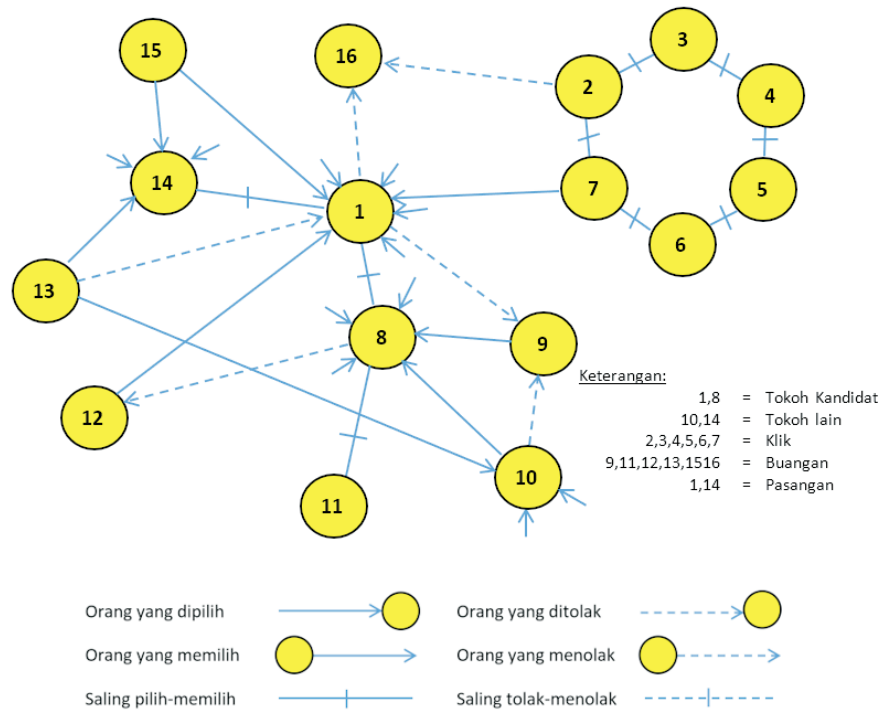 15
16
3
2
4
14
1
7
5
6
13
8
9
12
10
11
Keterangan:
1,8 = Tokoh Kandidat
10,14 = Tokoh lain
2,3,4,5,6,7 = Klik
9,11,12,13,1516 = Buangan
1,14 = Pasangan
Orang yang dipilih
Orang yang ditolak
Orang yang memilih
Orang yang menolak
Saling pilih-memilih
Saling tolak-menolak